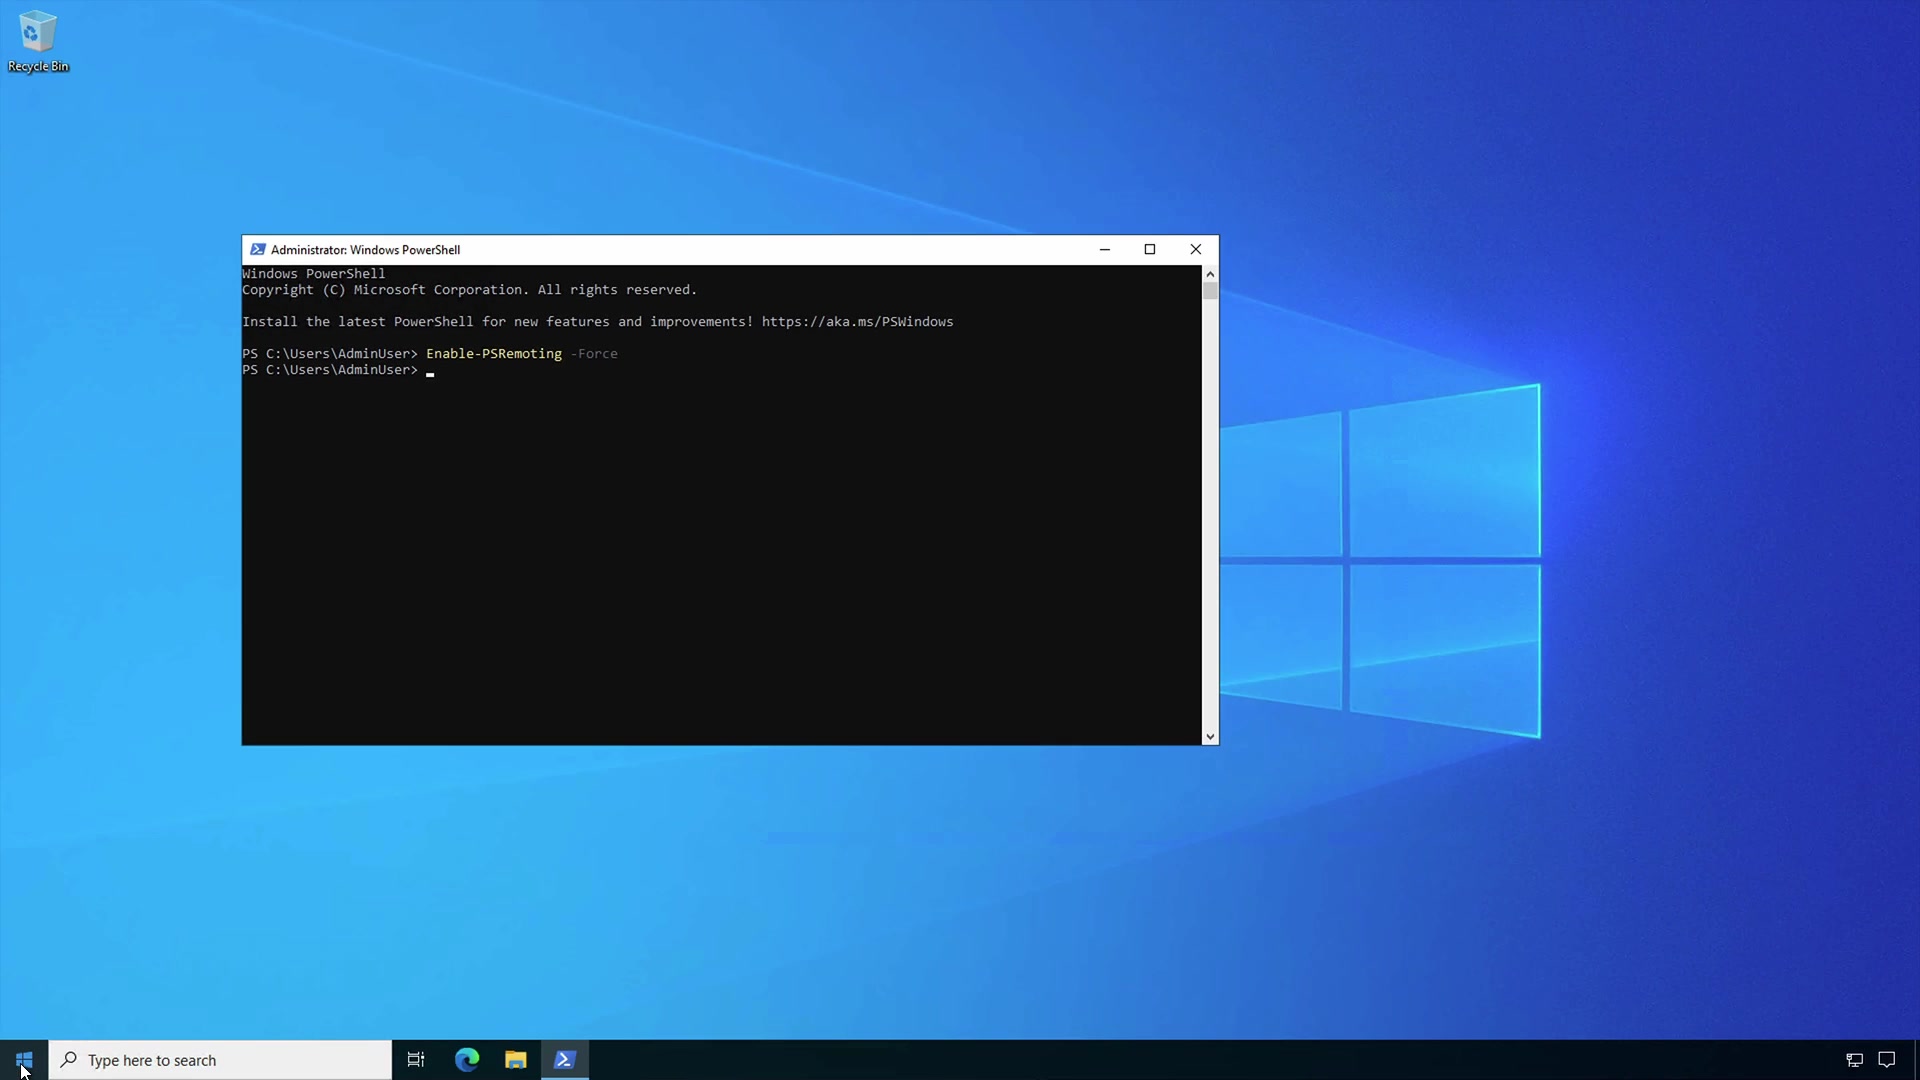 Recycle Bin
Administrator: Windows PowerShell
Windows PowerShell
Copyright (C) Microsoft Corporation. All rights reserved.
Install the latest PowerShell for new features and improvements! https://aka.ms/PSWindows
PS C:\Users\AdminUser> Enable-PSRemoting -Force
PS C:\Users\AdminUser>
Type here to search